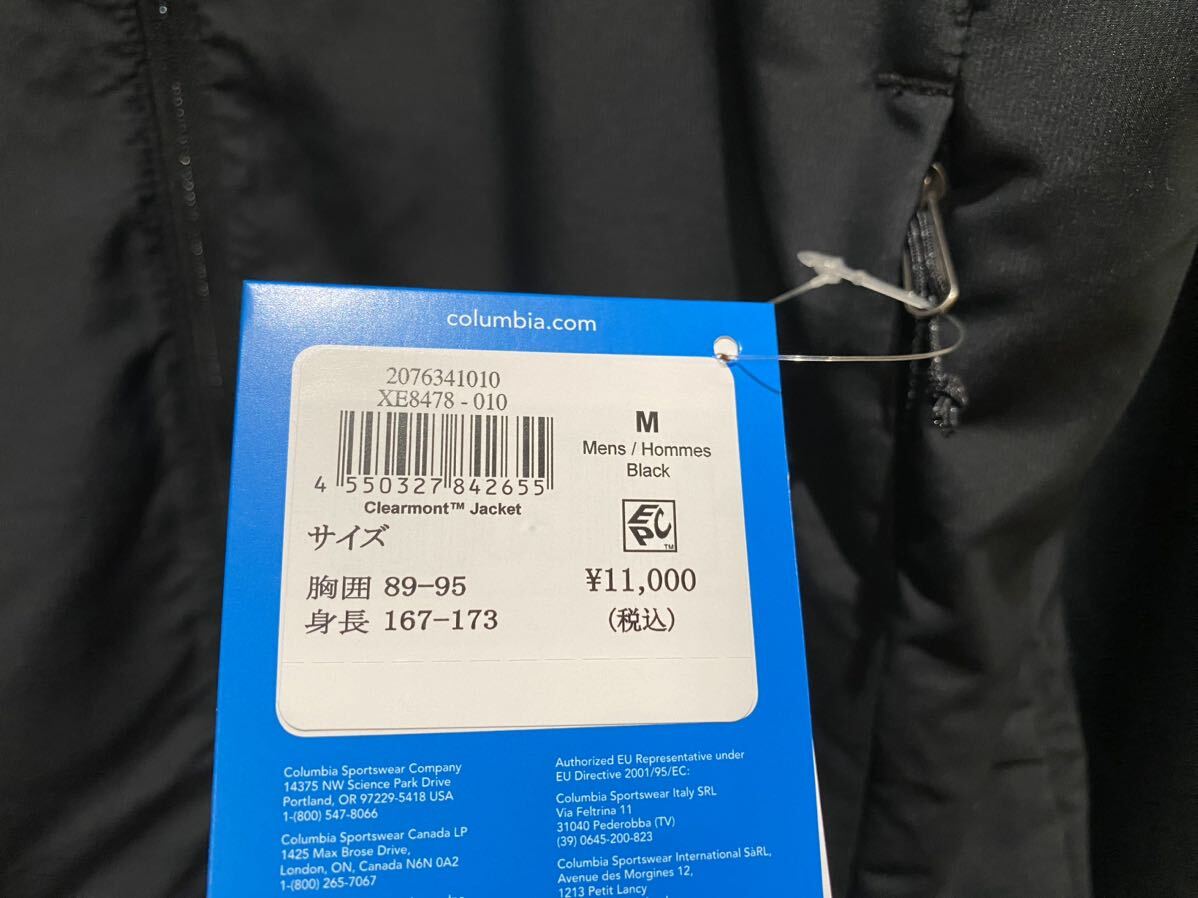 columbia.com
2076341010
XE8478 - 010
4 550327 842655
Clearmont™ Jacket
M
Mens / Hommes
Black
EPC™
サイズ
胸囲 89-95
身長 167-173
¥11,000
(税込)
Columbia Sportswear Company
14375 NW Science Park Drive
Portland, OR 97229-5418 USA
1-(800) 547-8066
Columbia Sportswear Canada LP
1425 Max Brose Drive,
London, ON, Canada N6N 0A2
1-(800) 265-7067
Authorized EU Representative under
EU Directive 2001/95/EC:
Columbia Sportswear Italy SRL
Via Feltrina 11
31040 Pederobba (TV)
(39) 0645-200-823
Columbia Sportswear International SàRL,
Avenue des Morgines 12,
1213 Petit Lancy